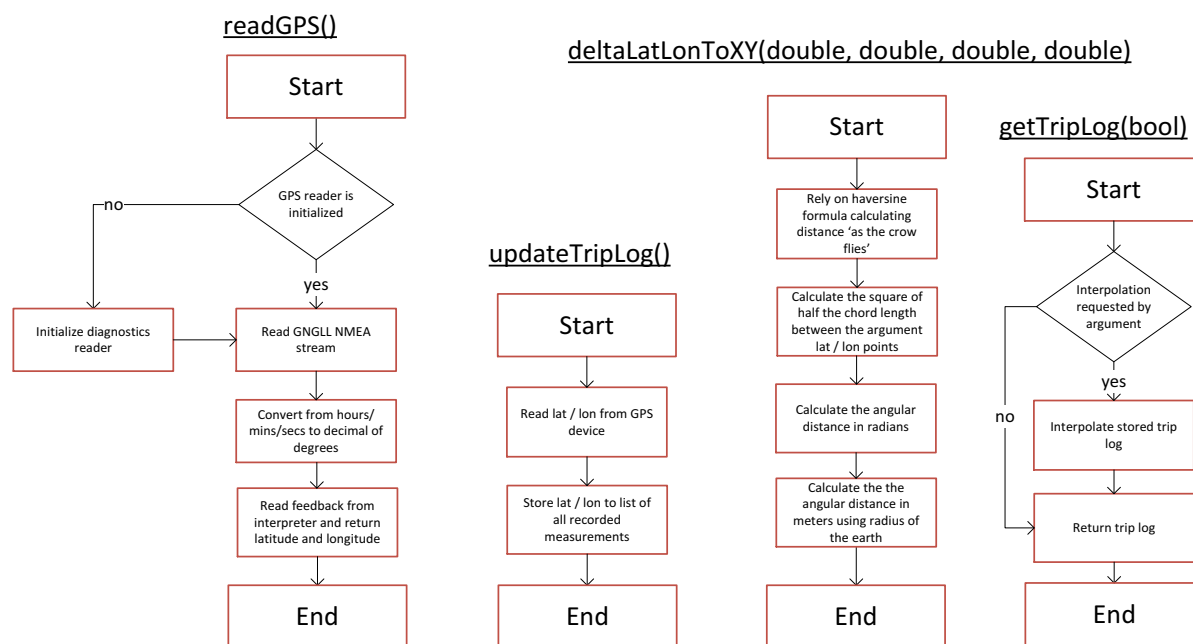 readGPS()
Start
GPS reader is
initialized
no
yes
Initialize diagnostics
reader
Read GNGLL NMEA
stream
Convert from hours/
mins/secs to decimal of
degrees
Read feedback from
interpreter and return
latitude and longitude
End
updateTripLog()
Start
Read lat / lon from GPS
device
Store lat / lon to list of
all recorded
measurements
End
deltaLatLonToXY(double, double, double, double)
Start
Rely on haversine
formula calculating
distance ‘as the crow
flies’
Calculate the square of
half the chord length
between the argument
lat / lon points
Calculate the angular
distance in radians
Calculate the the
angular distance in
meters using radius of
the earth
End
getTripLog(bool)
Start
Interpolation
requested by
argument
yes
no
Interpolate stored trip
log
Return trip log
End